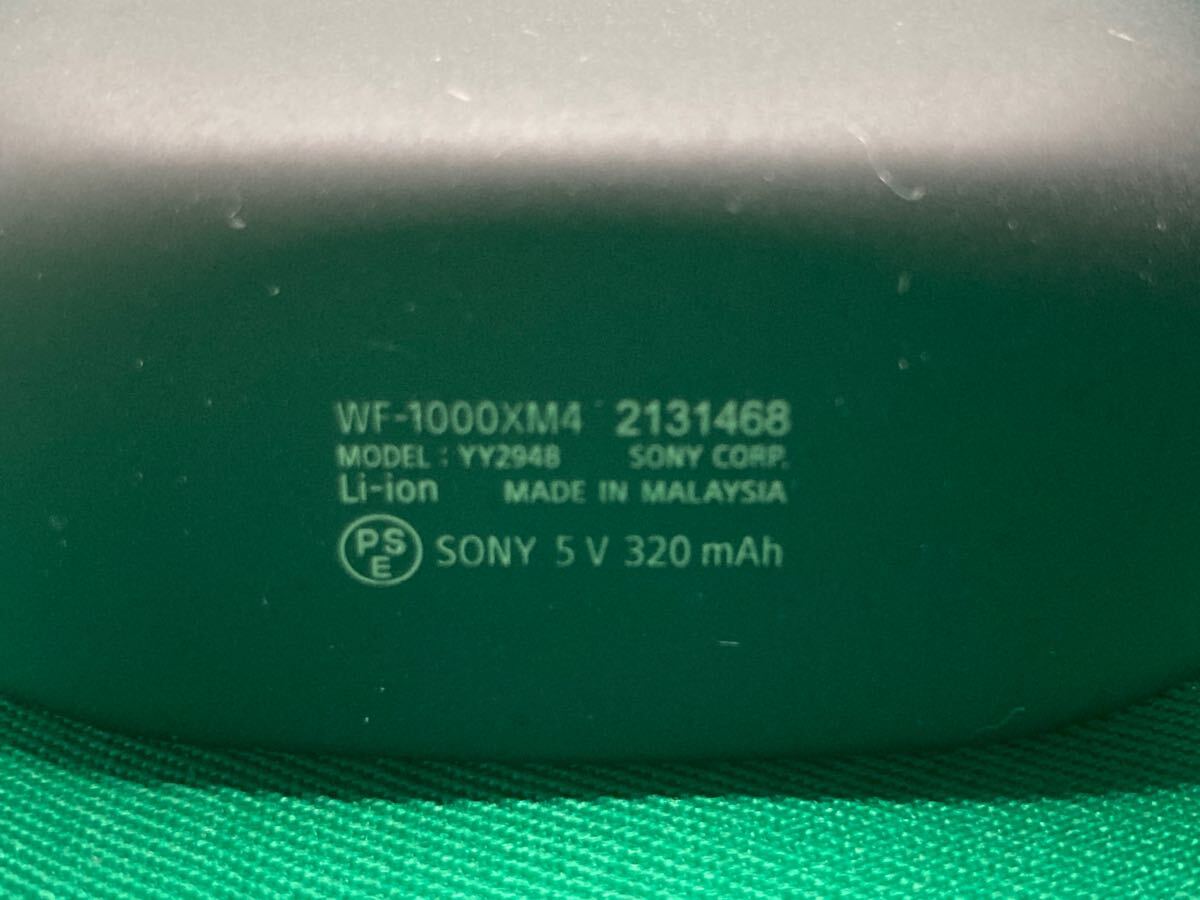 WF-1000XM4 2131468
MODEL : YY2948 SONY CORP.
Li-ion MADE IN MALAYSIA
PSE SONY 5 V 320 mAh